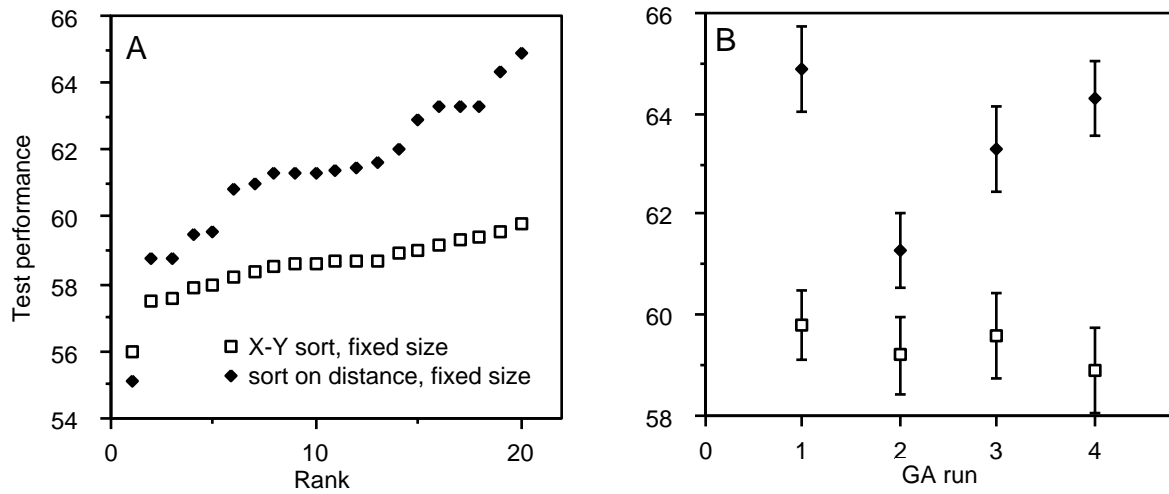 A
66
64
62
60
58
56
54
Test performance
X-Y sort, fixed size
sort on distance, fixed size
0
10
20
Rank
B
66
64
62
60
58
0
1
2
3
4
GA run